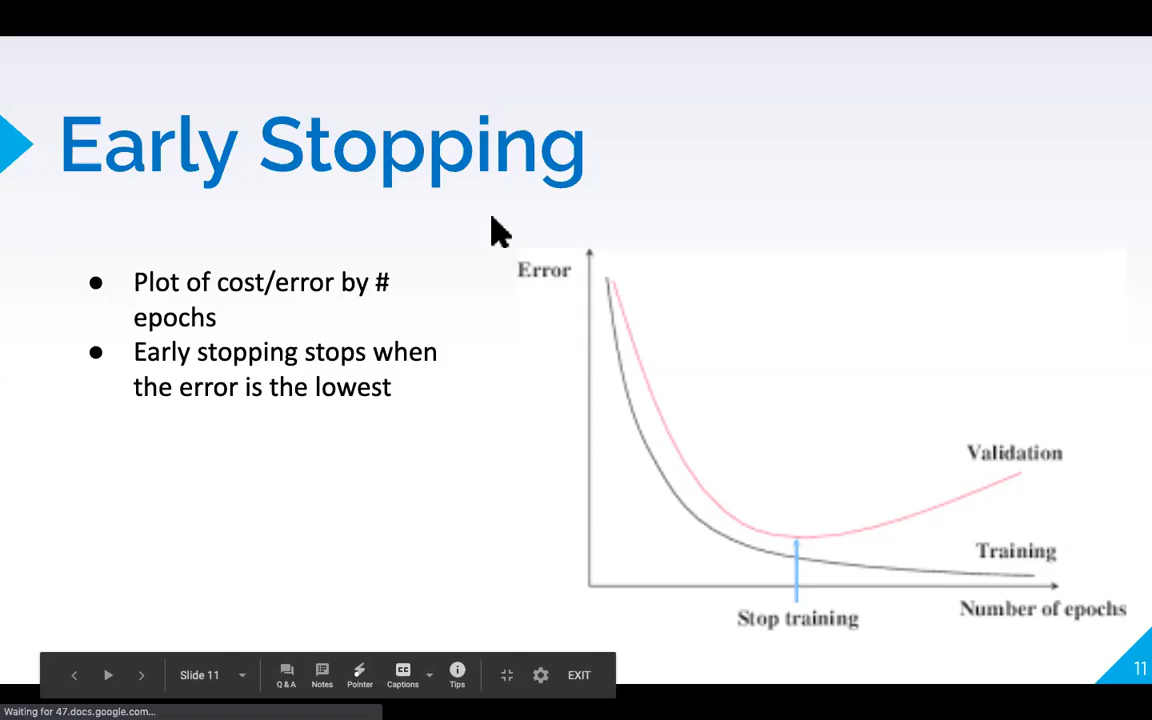 Early Stopping
● Plot of cost/error by #
epochs
● Early stopping stops when
the error is the lowest
Error
Validation
Training
Number of epochs
Stop training
11
Slide 11
Q & A
Notes
Pointer
Captions
Tips
EXIT
Waiting for 47.docs.google.com...